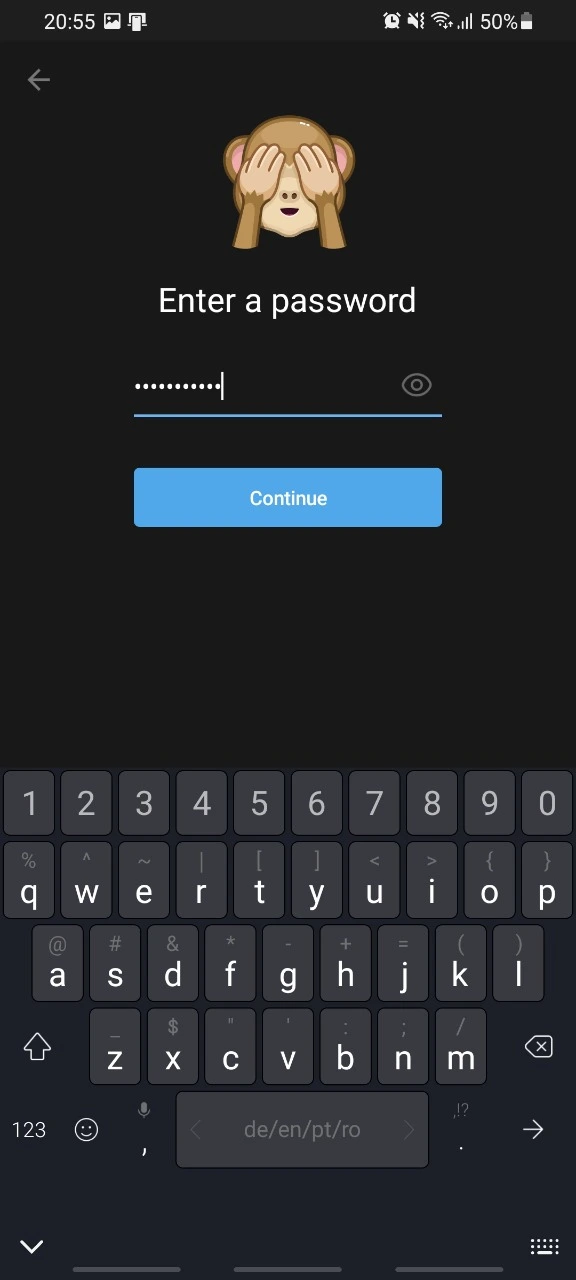 20:55 50%
Enter a password
•••••••••••
Continue
1 2 3 4 5 6 7 8 9 0
% ^ ~ | [ ] < > { }
q w e r t y u i o p
@ # & * - + = ( )
a s d f g h j k l
_ $ " ' : ; /
z x c v b n m
,!?
123 , de/en/pt/ro .